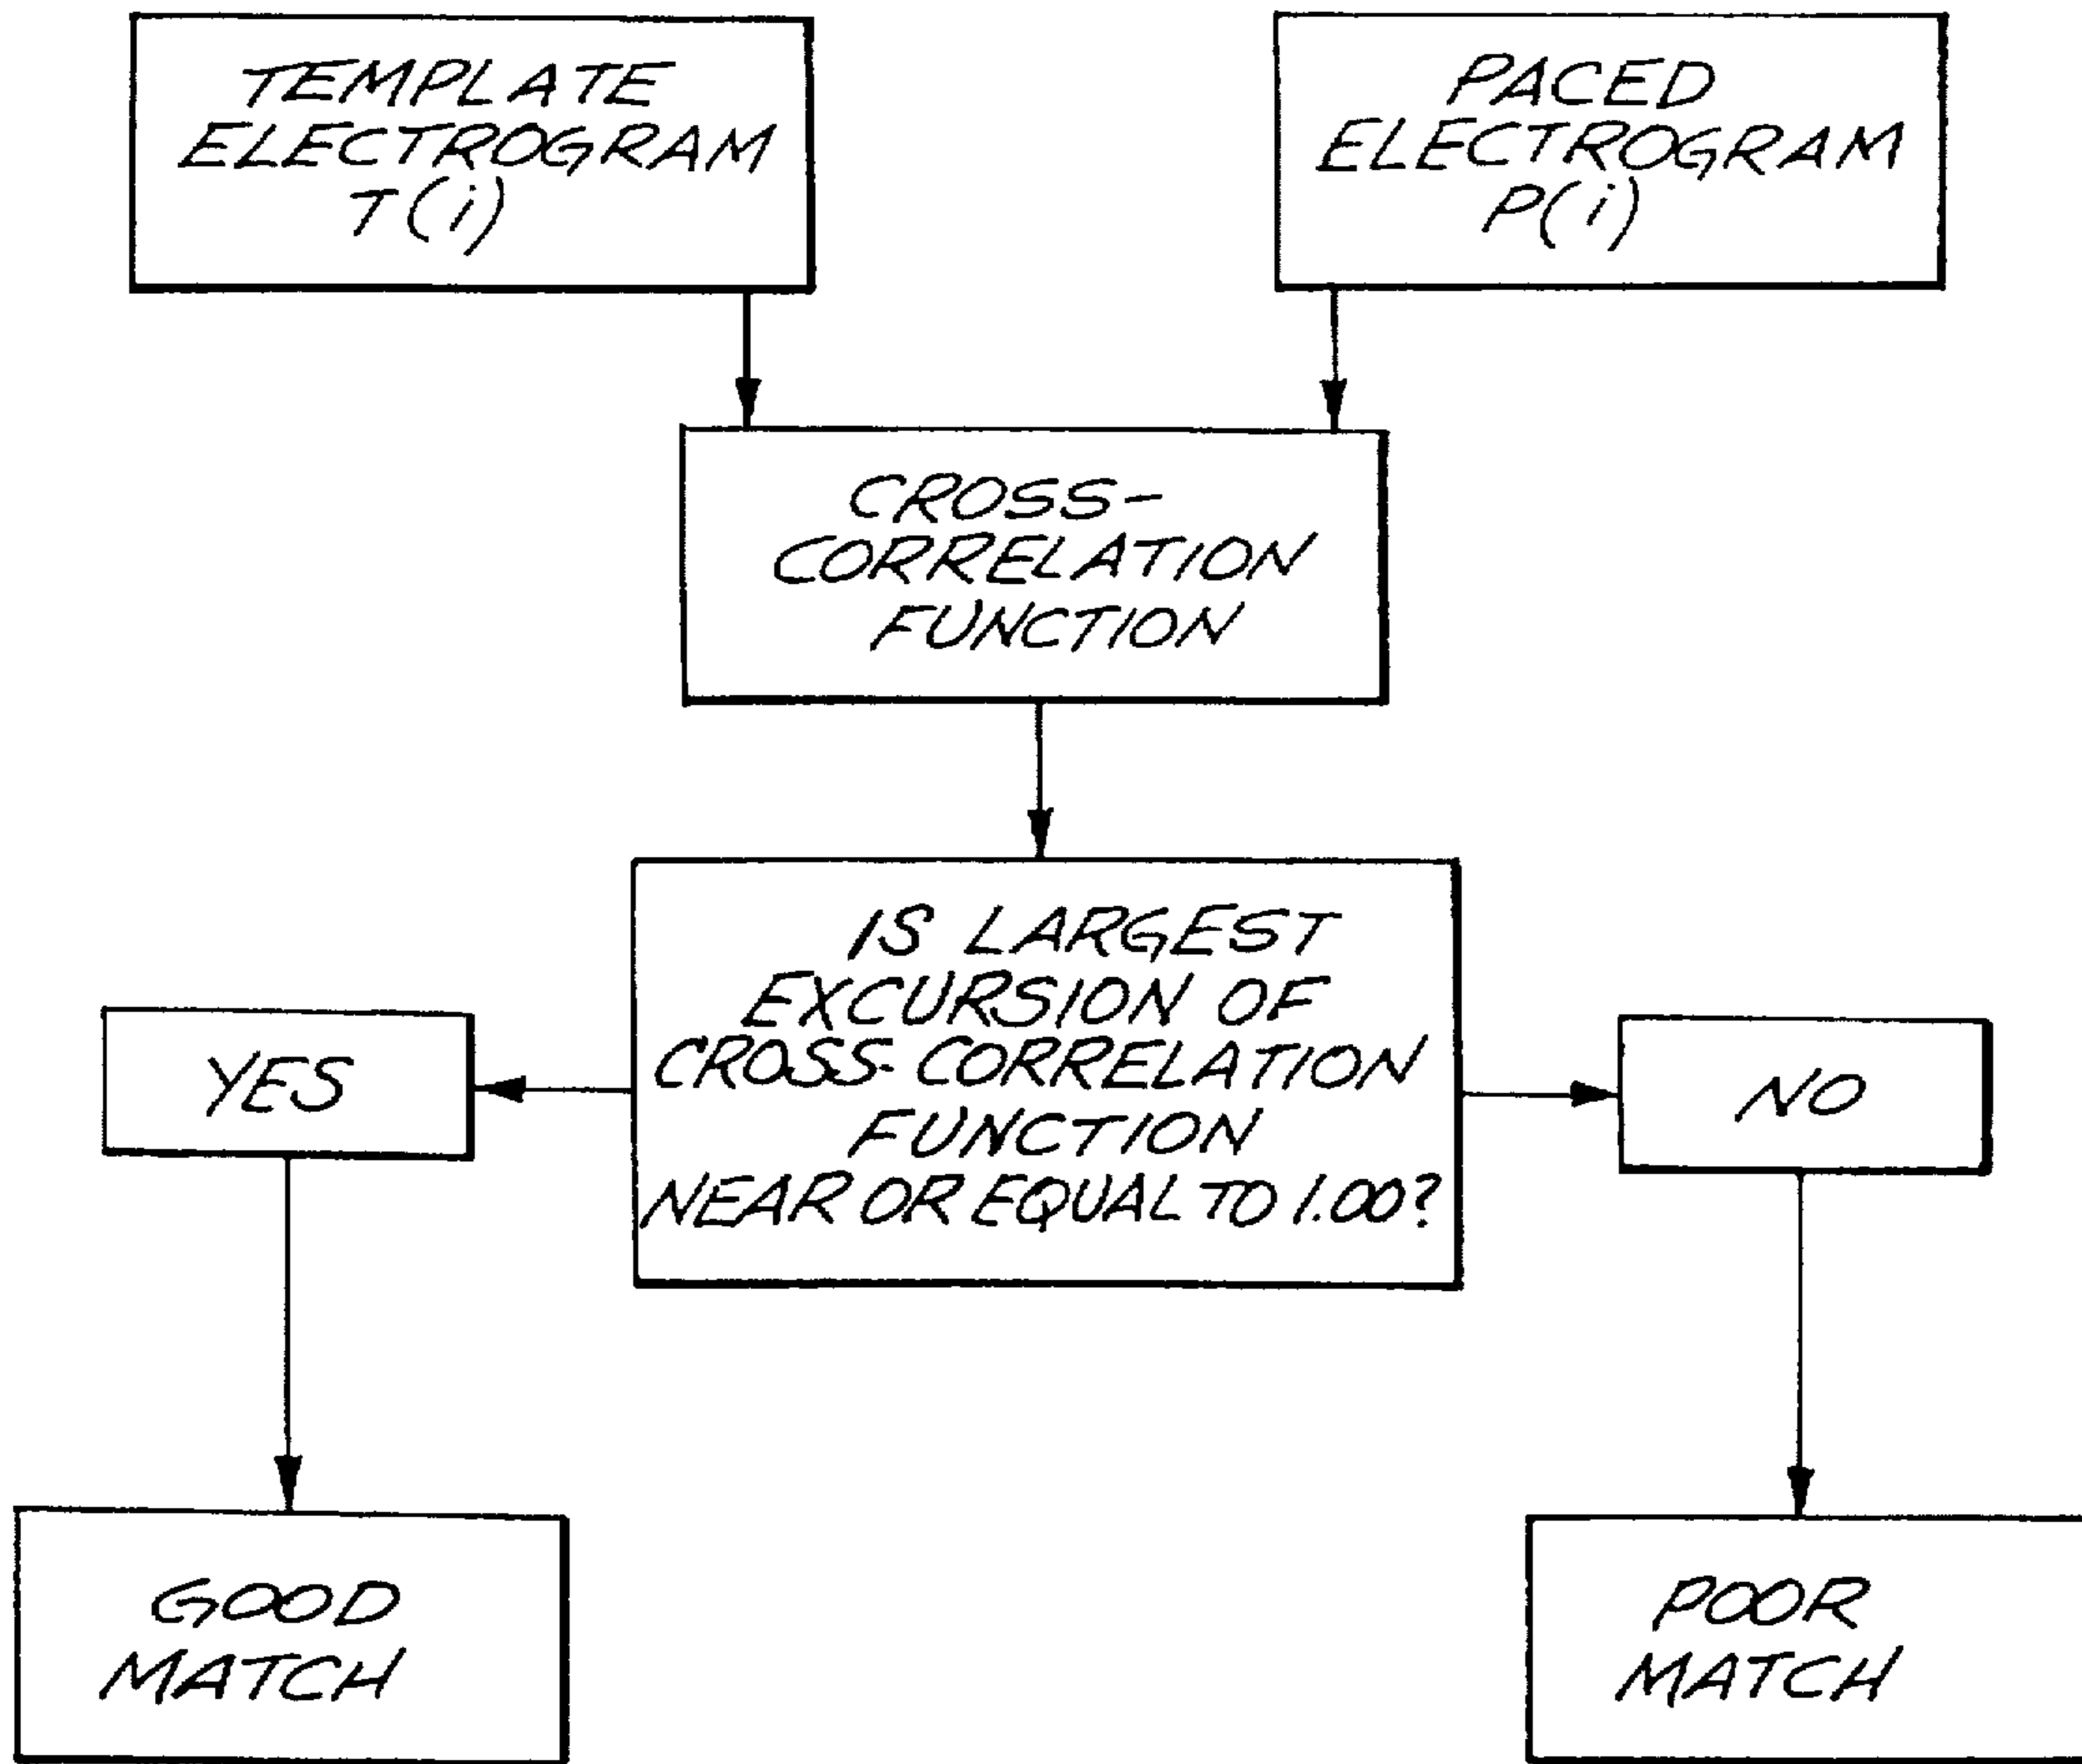 TEMPLATE
ELECTROGRAM
T(i)
PACED
ELECTROGRAM
P(i)
CROSS-
CORRELATION
FUNCTION
IS LARGEST
EXCURSION OF
CROSS-CORRELATION
FUNCTION
NEAR OR EQUAL TO 1.00?
YES
NO
GOOD
MATCH
POOR
MATCH